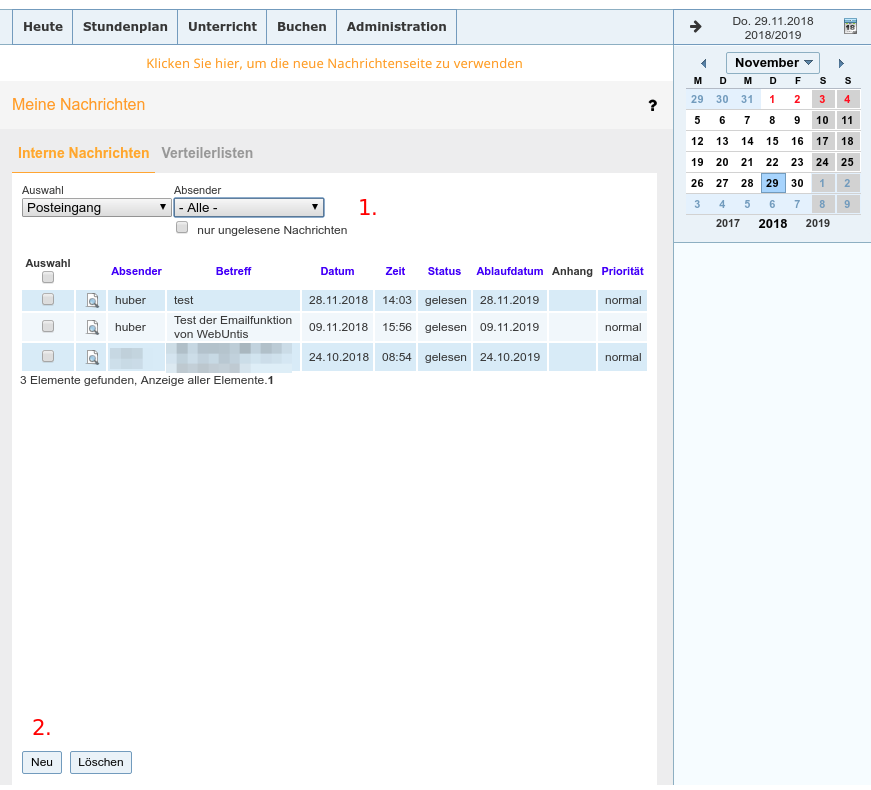 Heute Stundenplan Unterricht Buchen Administration
Do. 29.11.2018
2018/2019
Klicken Sie hier, um die neue Nachrichtenseite zu verwenden
Meine Nachrichten ?
Interne Nachrichten Verteilerlisten
Auswahl Absender
Posteingang - Alle - 1.
nur ungelesene Nachrichten
Auswahl Absender Betreff Datum Zeit Status Ablaufdatum Anhang Priorität
huber test 28.11.2018 14:03 gelesen 28.11.2019 normal
huber Test der Emailfunktion von WebUntis 09.11.2018 15:56 gelesen 09.11.2019 normal
24.10.2018 08:54 gelesen 24.10.2019 normal
3 Elemente gefunden, Anzeige aller Elemente.1
2.
Neu Löschen
November
M D M D F S S
29 30 31 1 2 3 4
5 6 7 8 9 10 11
12 13 14 15 16 17 18
19 20 21 22 23 24 25
26 27 28 29 30 1 2
3 4 5 6 7 8 9
2017 2018 2019